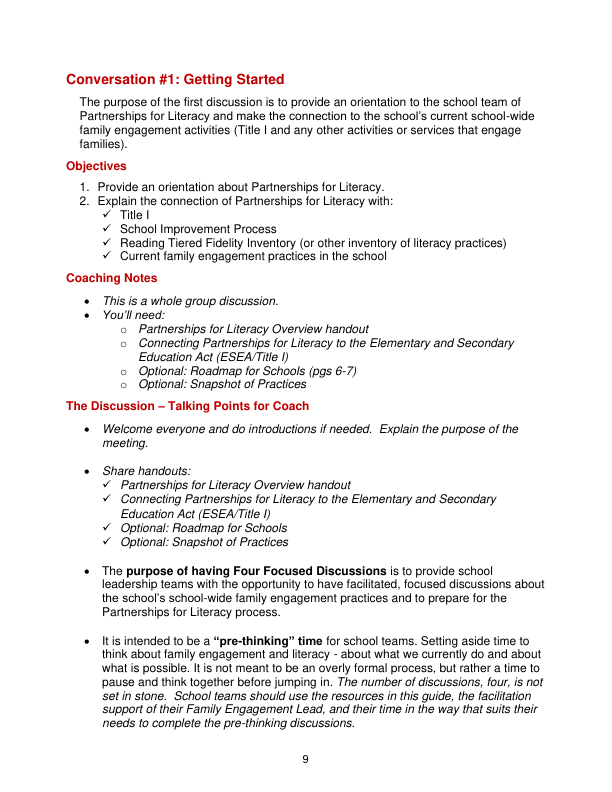 Conversation #1: Getting Started
The purpose of the first discussion is to provide an orientation to the school team of
Partnerships for Literacy and make the connection to the school's current school-wide
family engagement activities (Title I and any other activities or services that engage
families).
Objectives
1. Provide an orientation about Partnerships for Literacy.
2. Explain the connection of Partnerships for Literacy with:
✓ Title I
✓ School Improvement Process
✓ Reading Tiered Fidelity Inventory (or other inventory of literacy practices)
✓ Current family engagement practices in the school
Coaching Notes
• This is a whole group discussion.
• You'll need:
o Partnerships for Literacy Overview handout
o Connecting Partnerships for Literacy to the Elementary and Secondary
Education Act (ESEA/Title I)
o Optional: Roadmap for Schools (pgs 6-7)
o Optional: Snapshot of Practices
The Discussion – Talking Points for Coach
• Welcome everyone and do introductions if needed.  Explain the purpose of the
meeting.
• Share handouts:
✓ Partnerships for Literacy Overview handout
✓ Connecting Partnerships for Literacy to the Elementary and Secondary
Education Act (ESEA/Title I)
✓ Optional: Roadmap for Schools
✓ Optional: Snapshot of Practices
• The purpose of having Four Focused Discussions is to provide school
leadership teams with the opportunity to have facilitated, focused discussions about
the school's school-wide family engagement practices and to prepare for the
Partnerships for Literacy process.
• It is intended to be a “pre-thinking” time for school teams. Setting aside time to
think about family engagement and literacy - about what we currently do and about
what is possible. It is not meant to be an overly formal process, but rather a time to
pause and think together before jumping in. The number of discussions, four, is not
set in stone.  School teams should use the resources in this guide, the facilitation
support of their Family Engagement Lead, and their time in the way that suits their
needs to complete the pre-thinking discussions.
9